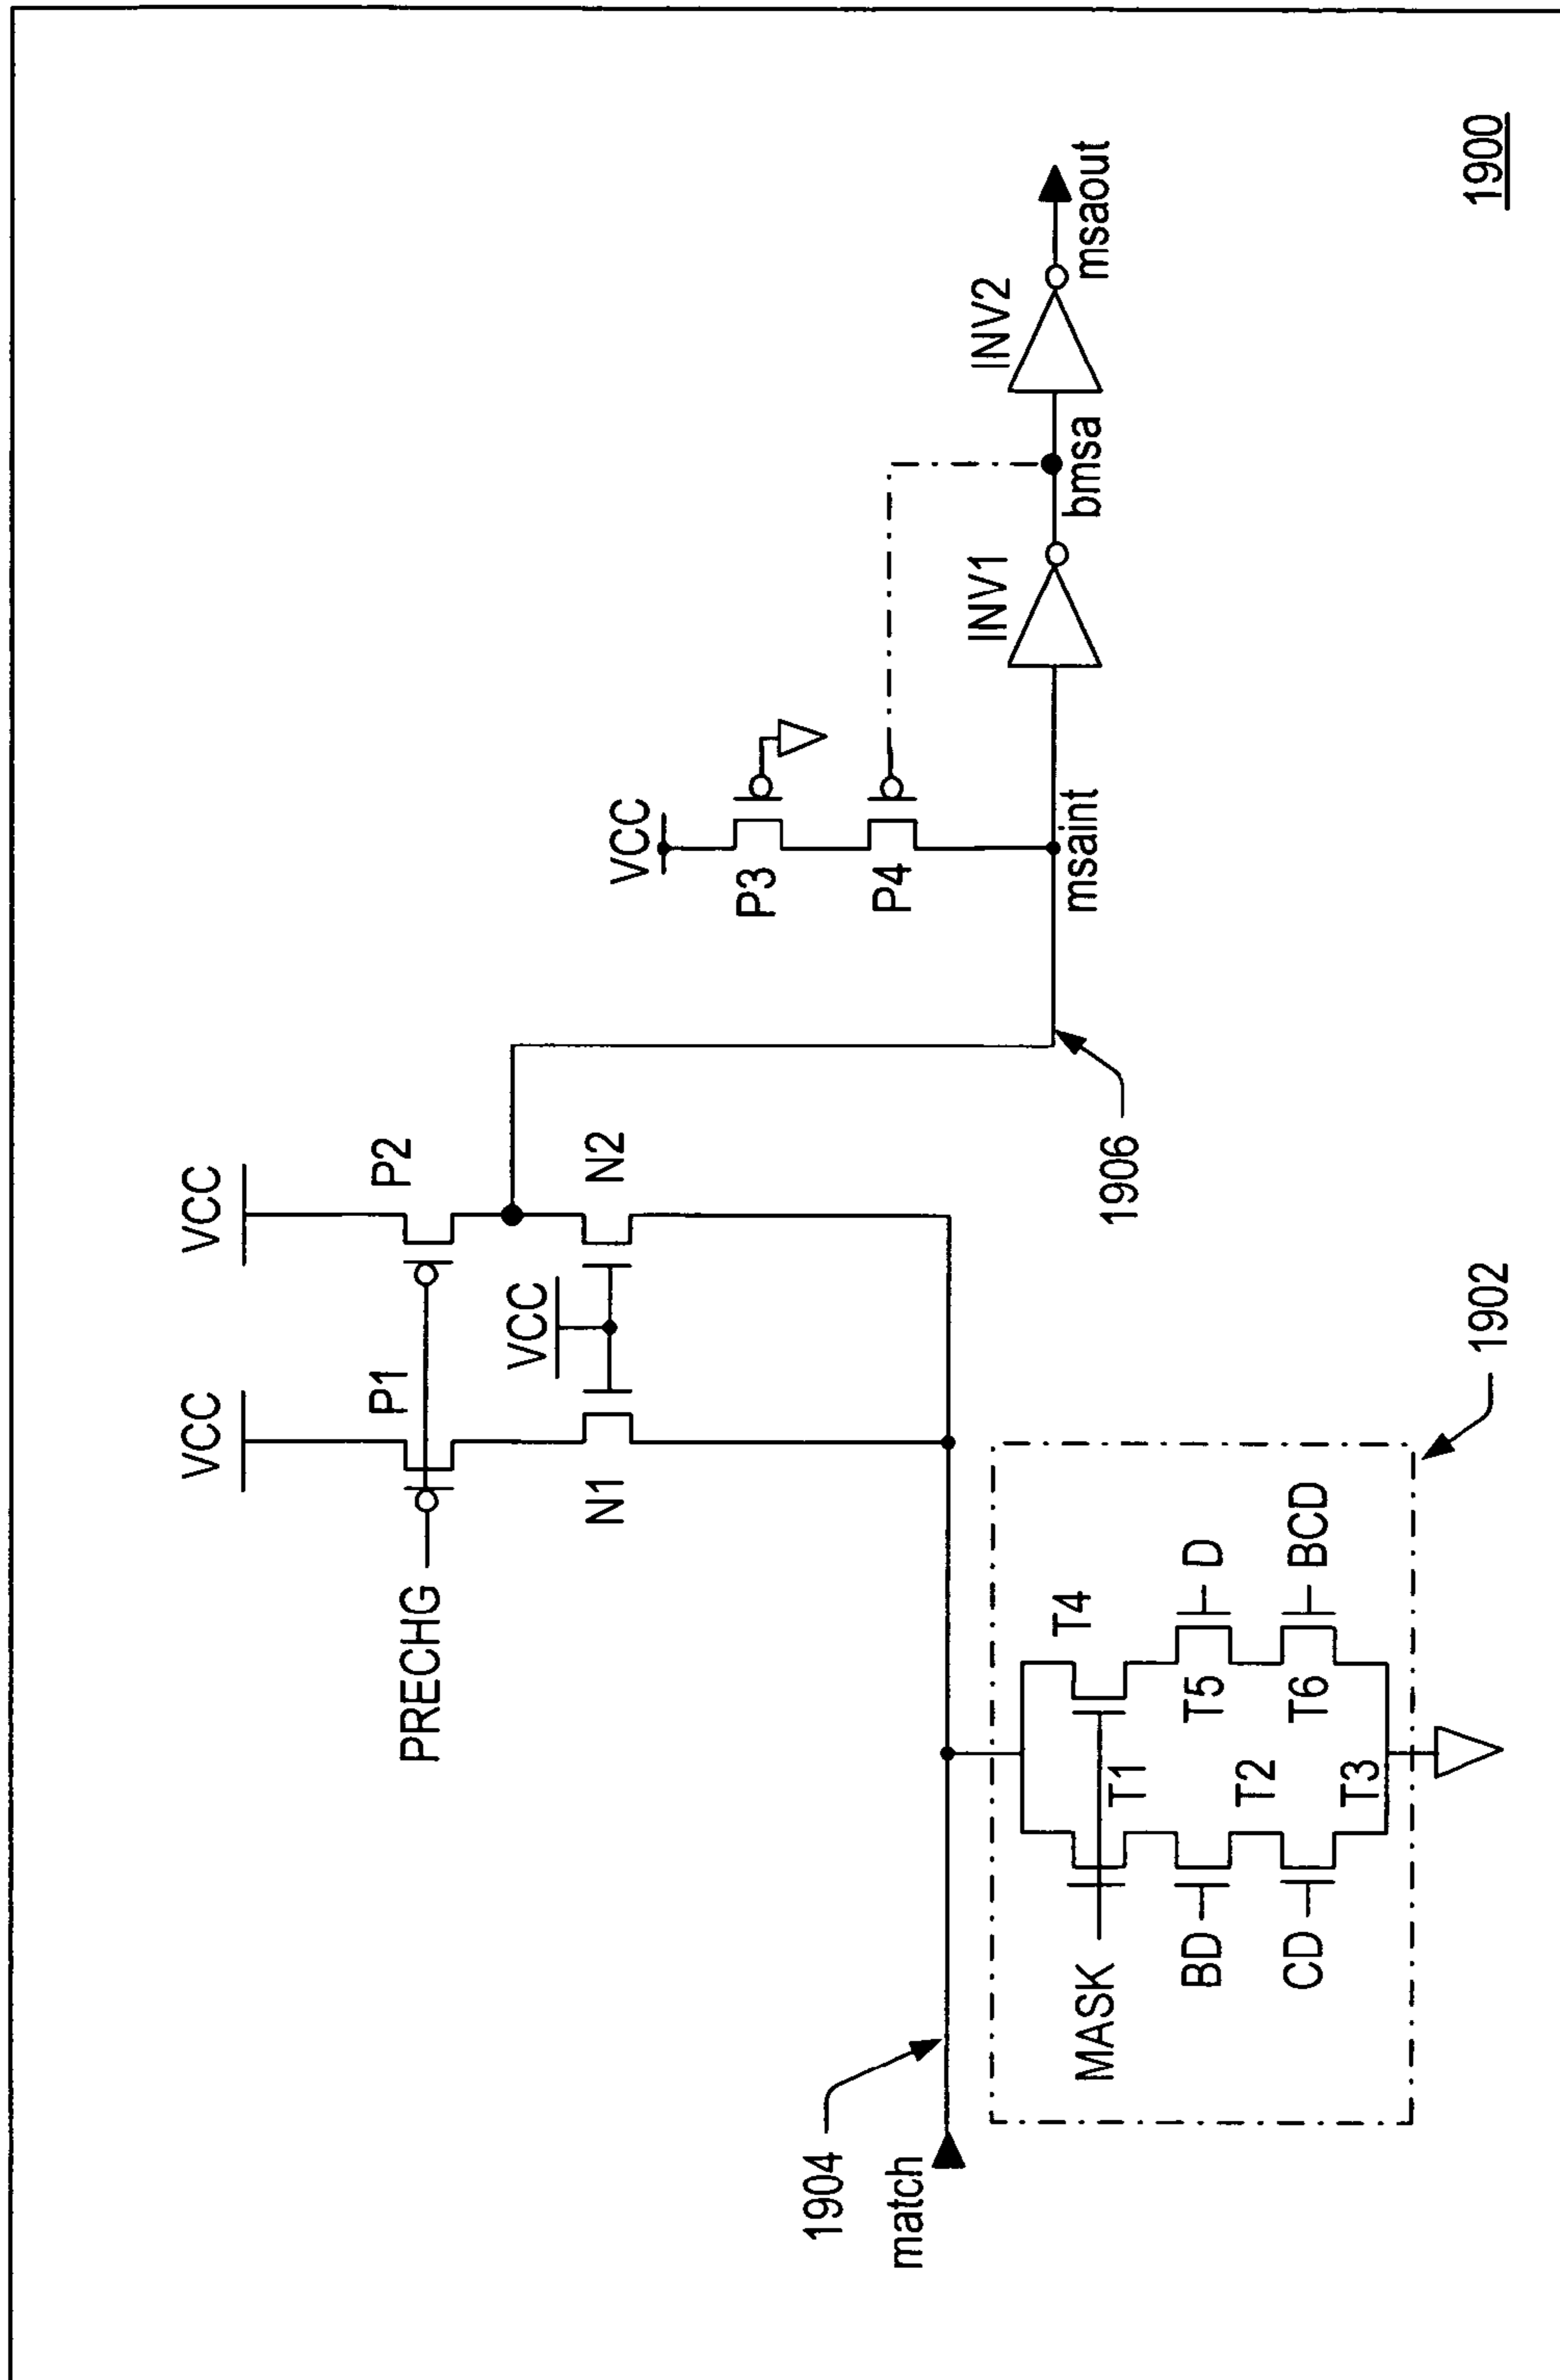 1900
VCC
VCC
PRECHG
P1
P2
VCC
N1
N2
VCC
P3
P4
INV1
INV2
msaint
bmsa
msaout
1906
1904
match
MASK
T1
T4
BD
T2
T5
D
CD
T3
T6
BCD
1902